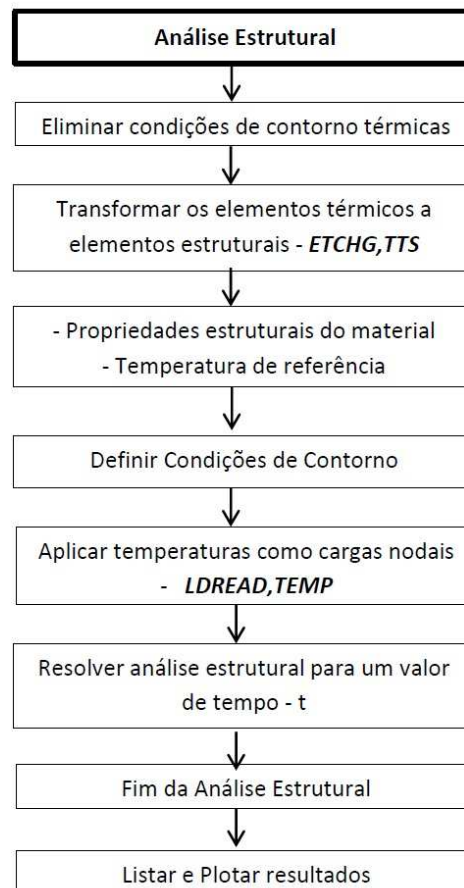 Análise Estrutural
Eliminar condições de contorno térmicas
Transformar os elementos térmicos a
elementos estruturais - ETCHG,TTS
- Propriedades estruturais do material
- Temperatura de referência
Definir Condições de Contorno
Aplicar temperaturas como cargas nodais
- LDREAD,TEMP
Resolver análise estrutural para um valor
de tempo - t
Fim da Análise Estrutural
Listar e Plotar resultados